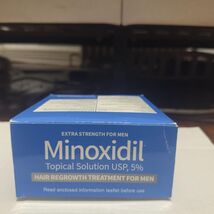 EXTRA STRENGTH FOR MEN
Minoxidil
Topical Solution USP, 5%
HAIR REGROWTH TREATMENT FOR MEN
Read enclosed information leaflet before use